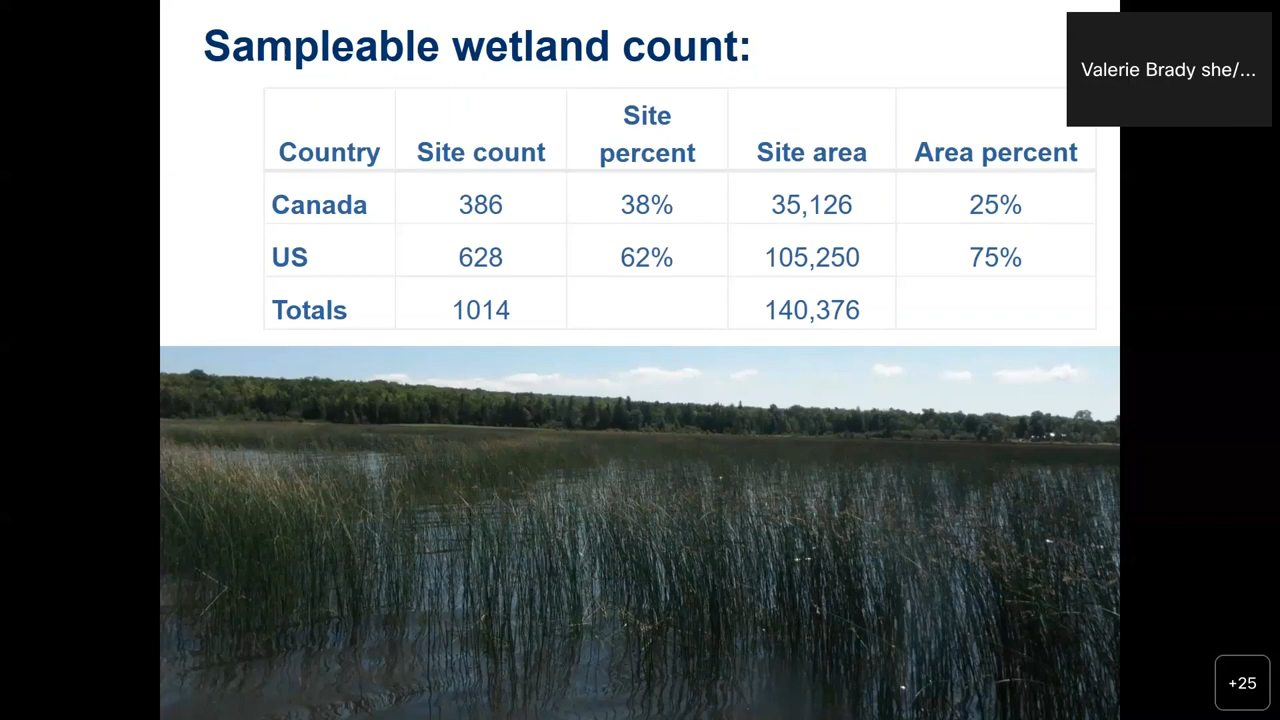 Sampleable wetland count:
Valerie Brady she/...
Country Site count Site percent Site area Area percent
Canada 386 38% 35,126 25%
US 628 62% 105,250 75%
Totals 1014 140,376
+25